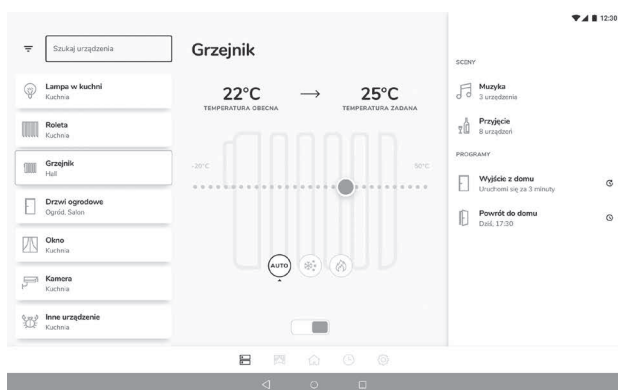 12:30
Szukaj urządzenia
Lampa w kuchni
Kuchnia
Roleta
Kuchnia
Grzejnik
Hall
Drzwi ogrodowe
Ogród, Salon
Okno
Kuchnia
Kamera
Kuchnia
Inne urządzenie
Kuchnia
Grzejnik
22°C → 25°C
TEMPERATURA OBECNA TEMPERATURA ZADANA
-20°C 50°C
AUTO
SCENY
Muzyka
3 urządzenia
Przyjęcie
8 urządzeń
PROGRAMY
Wyjście z domu
Uruchomi się za 3 minuty
Powrót do domu
Dziś, 17:30